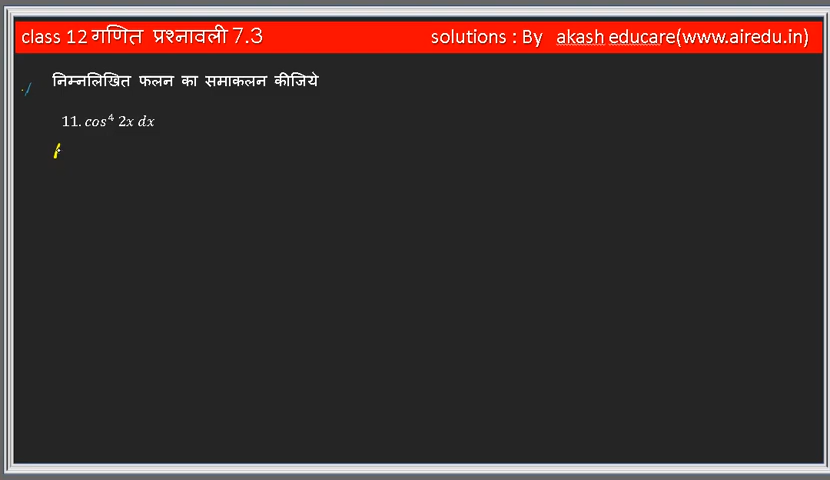 class 12 गणित प्रश्नावली 7.3 solutions : By akash educare(www.airedu.in)
निम्नलिखित फलन का समाकलन कीजिये
11. cos⁴ 2x dx